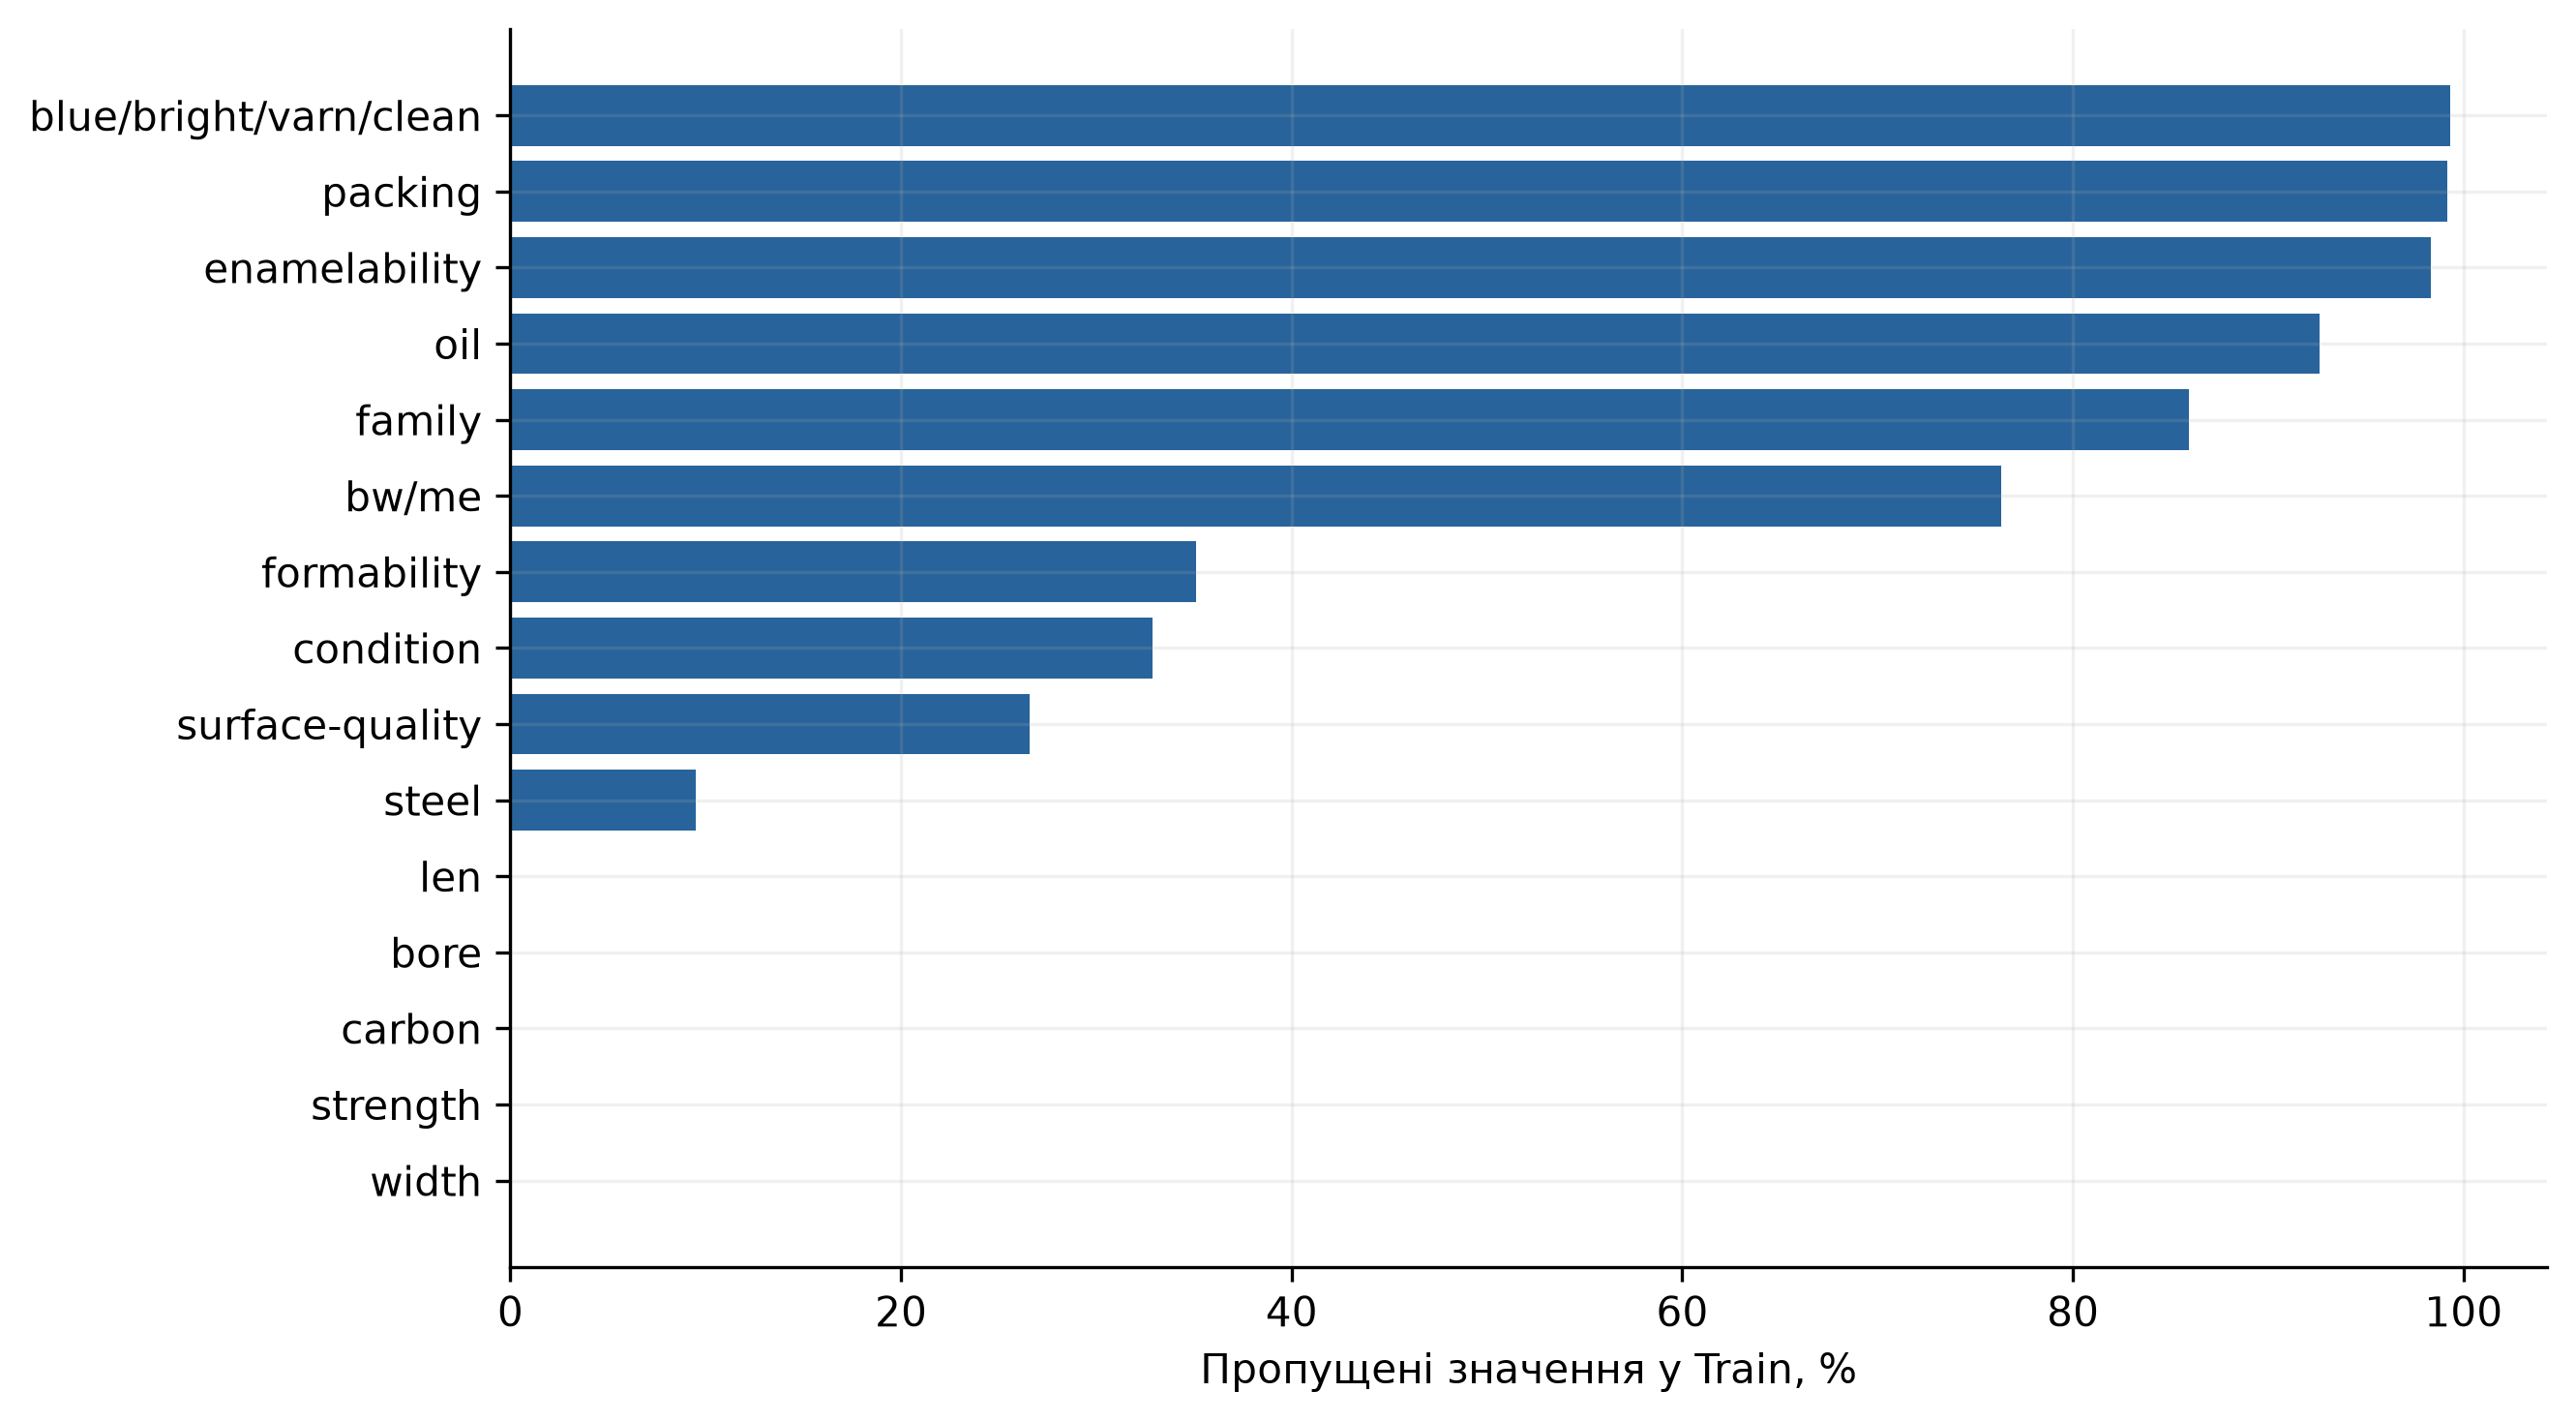 blue/bright/varn/clean
packing
enamelability
oil
family
bw/me
formability
condition
surface-quality
steel
len
bore
carbon
strength
width
0 20 40 60 80 100
Пропущені значення у Train, %